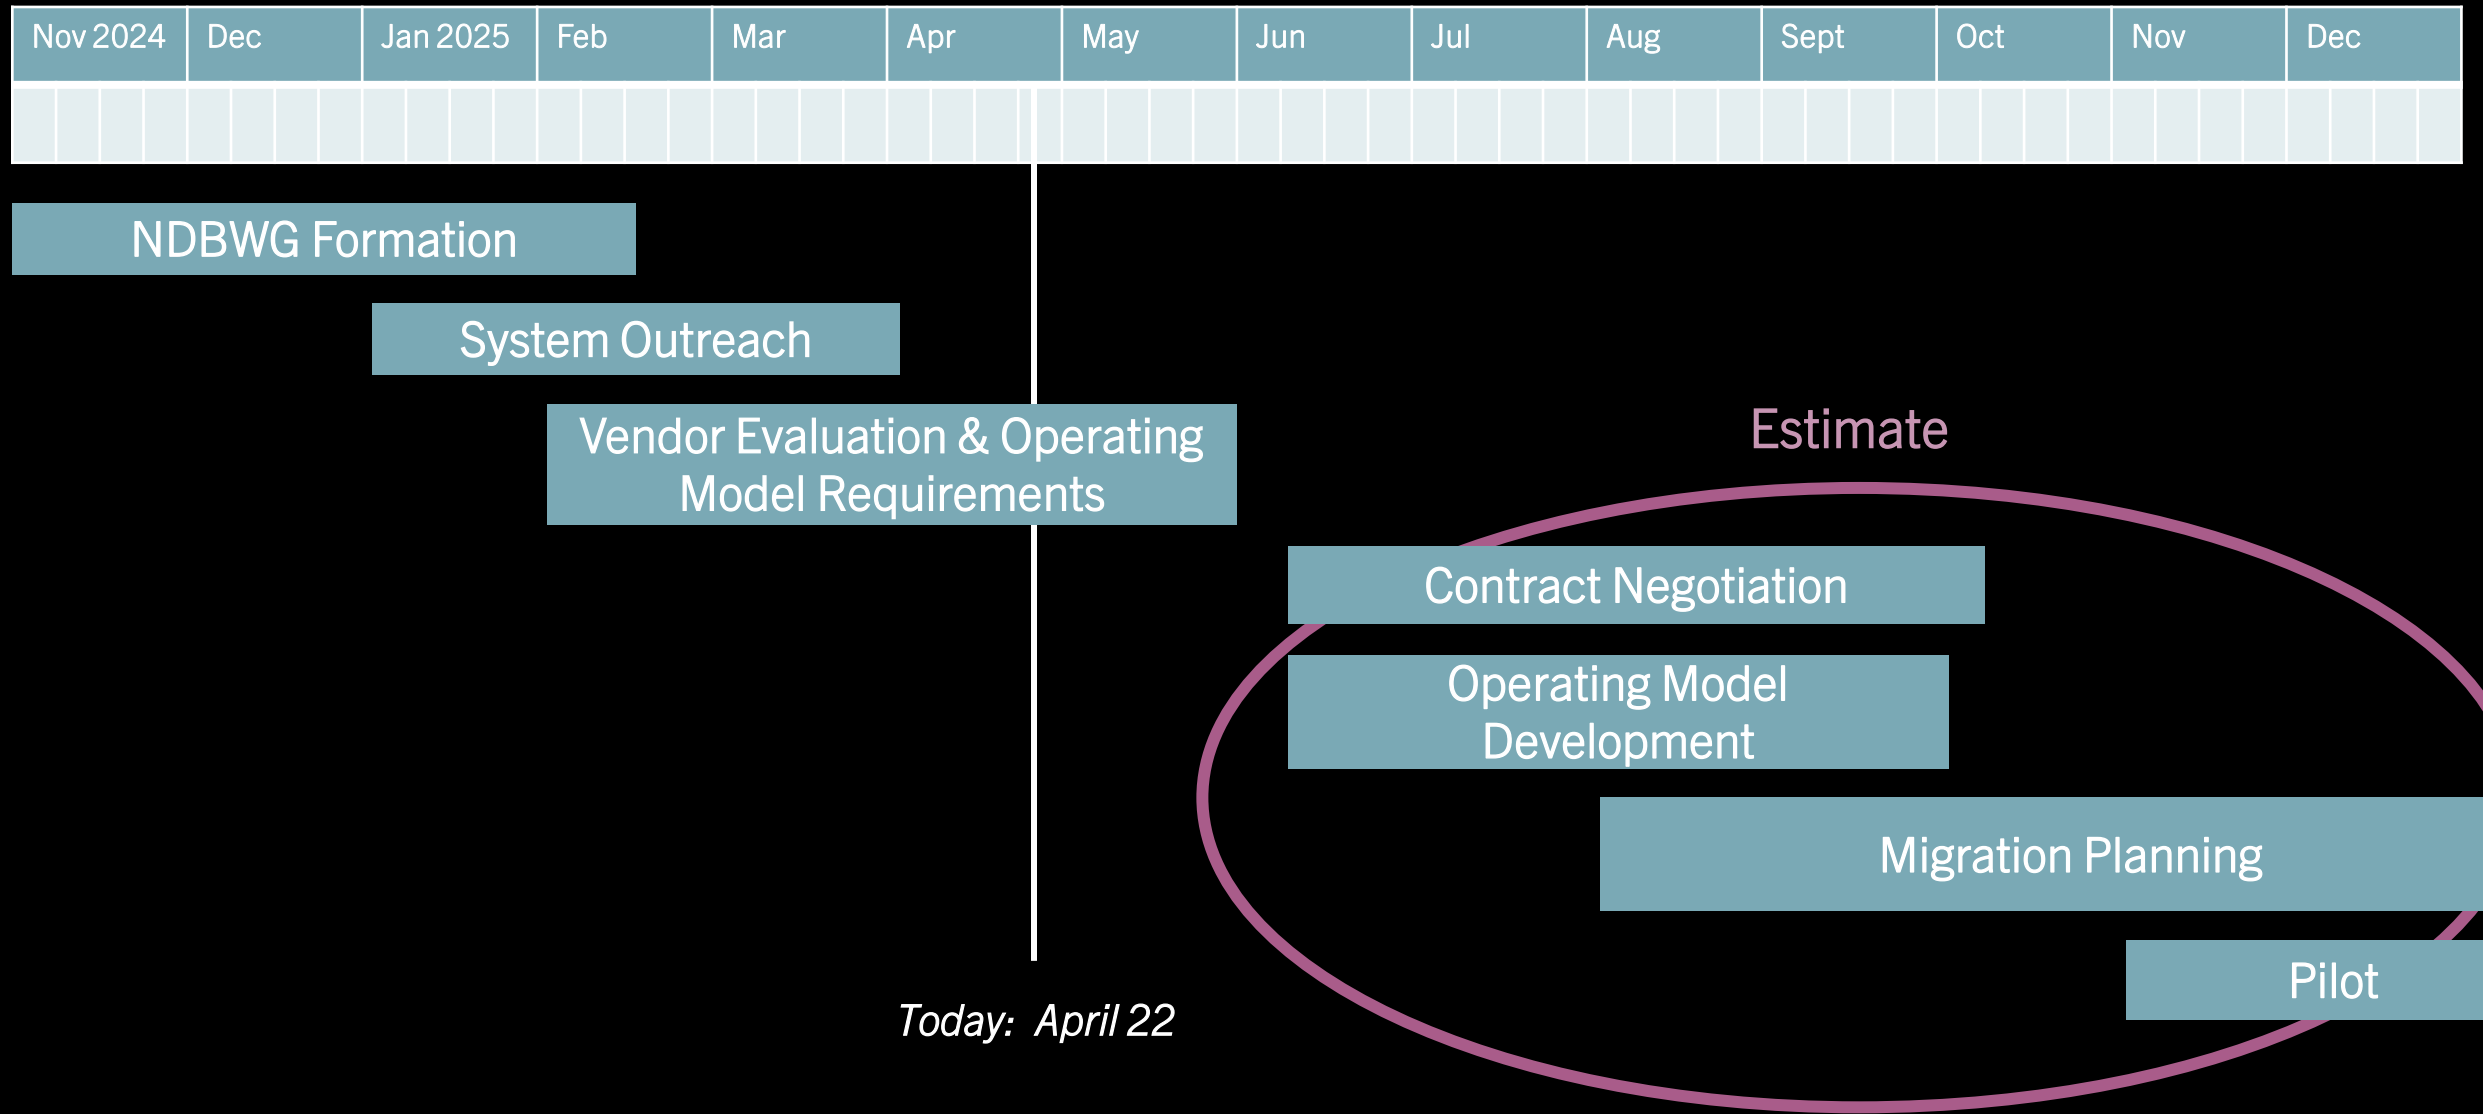 Nov 2024 Dec Jan 2025 Feb Mar Apr May Jun Jul Aug Sept Oct Nov Dec
NDBWG Formation
System Outreach
Vendor Evaluation & Operating
Model Requirements
Estimate
Contract Negotiation
Operating Model
Development
Migration Planning
Pilot
Today: April 22